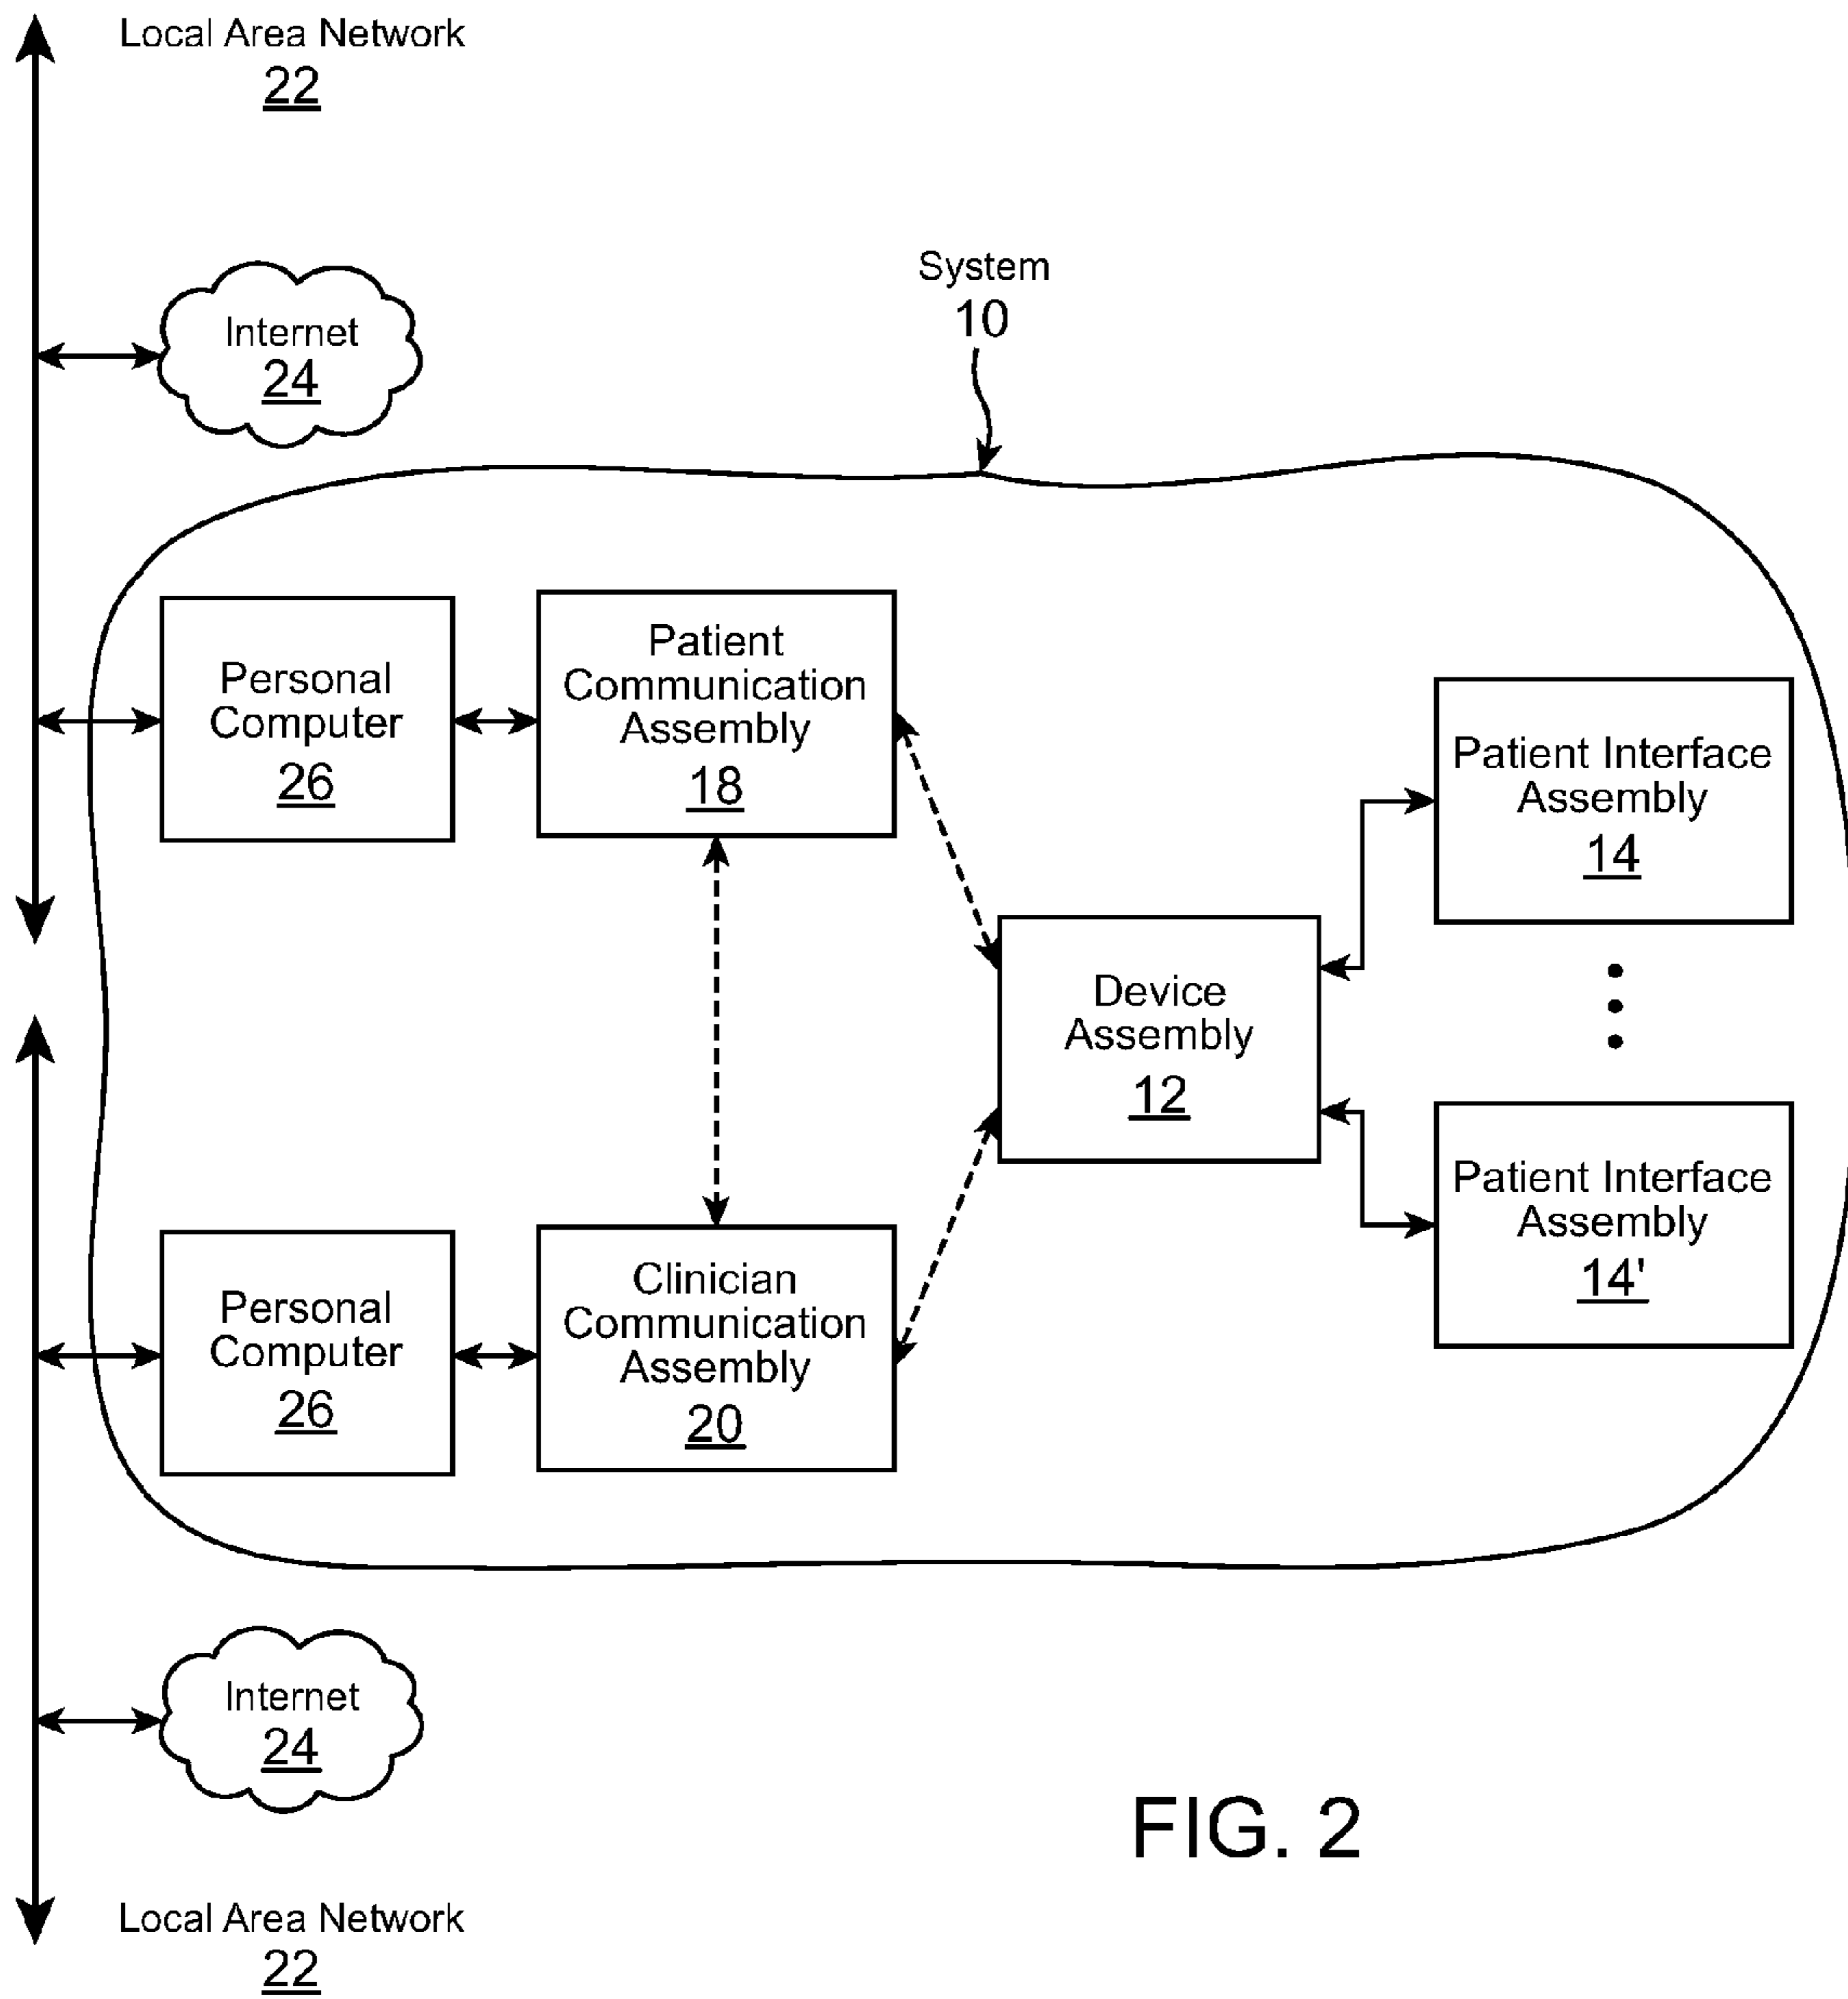 Local Area Network
22
Internet
24
System
10
Personal
Computer
26
Patient
Communication
Assembly
18
Patient Interface
Assembly
14
Device
Assembly
12
Patient Interface
Assembly
14'
Personal
Computer
26
Clinician
Communication
Assembly
20
Internet
24
FIG. 2
Local Area Network
22